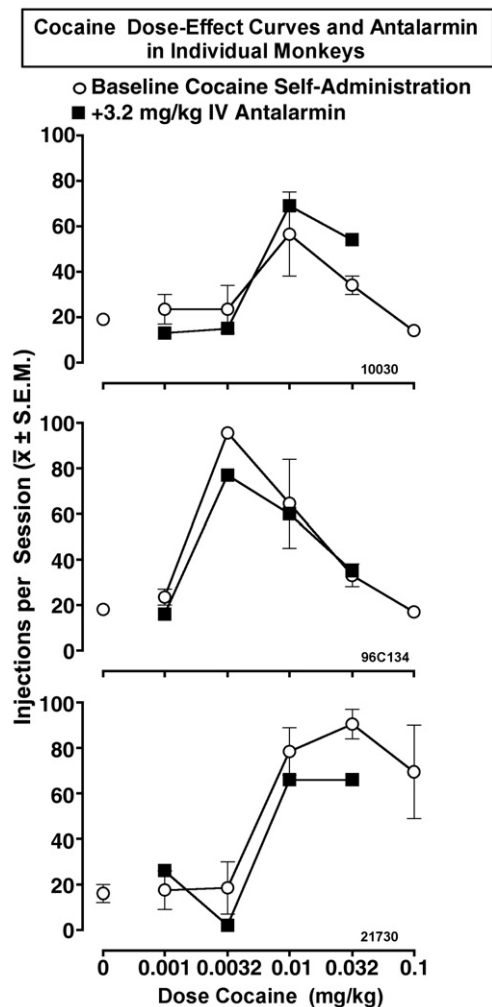 Cocaine Dose-Effect Curves and Antalarmin
in Individual Monkeys
Baseline Cocaine Self-Administration
+3.2 mg/kg IV Antalarmin
Injections per Session (x̅ ± S.E.M.)
100
80
60
40
20
0
10030
100
80
60
40
20
0
96C134
100
80
60
40
20
0
21730
0 0.001 0.0032 0.01 0.032 0.1
Dose Cocaine (mg/kg)